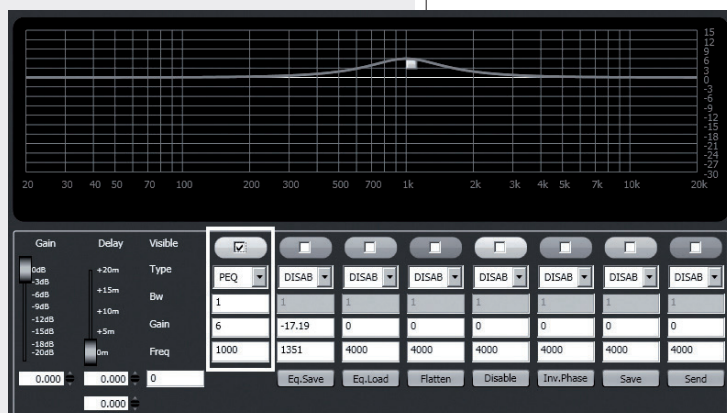 15
12
9
6
3
0
-3
-6
-9
-12
-15
-18
-21
-24
-27
-30
20 30 40 50 70 100 200 300 500 700 1k 2k 3k 4k 5k 7k 10k 20k
Gain Delay Visible
0dB +20m Type PEQ DISAB DISAB DISAB DISAB DISAB DISAB DISAB
-3dB
-6dB +15m Bw 1 1 1 1 1 1 1 1
-9dB +10m
-12dB Gain 6 -17.19 0 0 0 0 0 0
-15dB +5m
-18dB
-20dB 0m Freq 1000 1351 4000 4000 4000 4000 4000 4000
0.000 0.000 0 Eq.Save Eq.Load Flatten Disable Inv.Phase Save Send
0.000